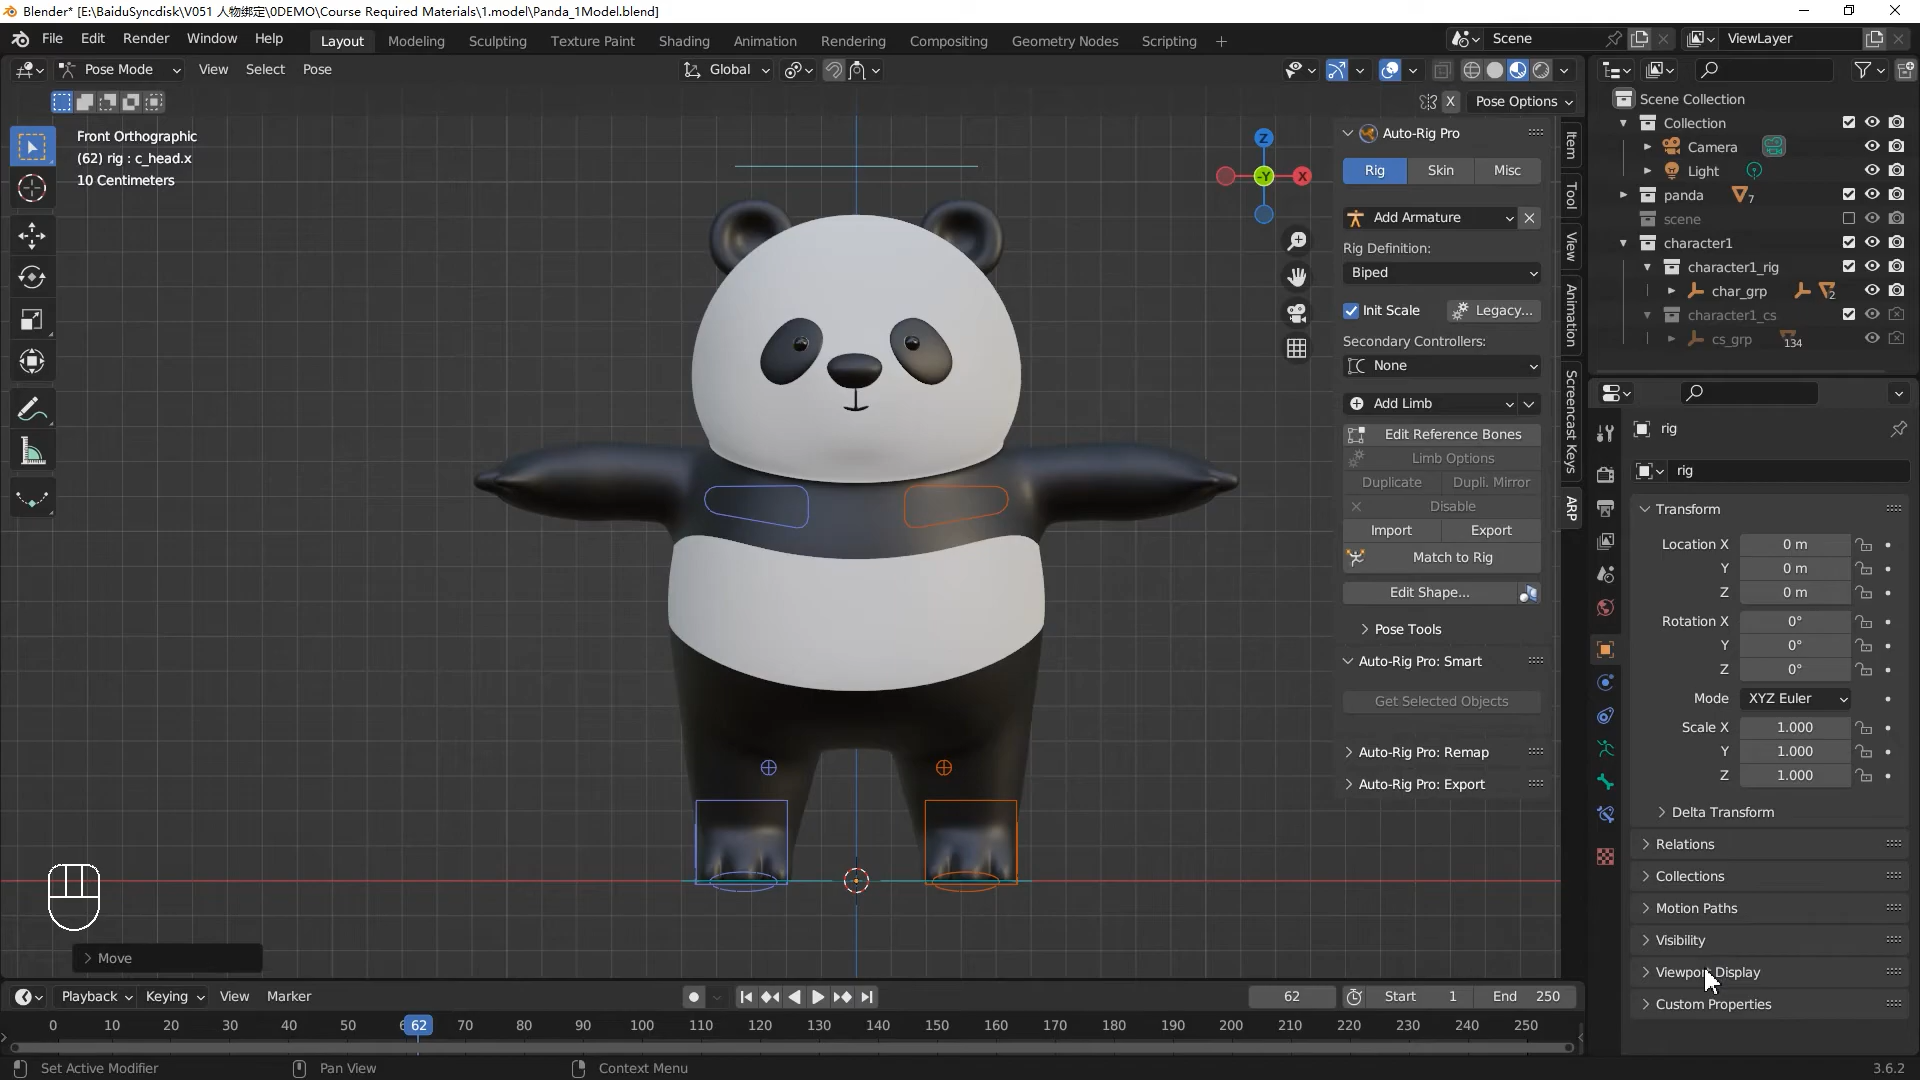 Blender* [E:\BaiduSyncdisk\V051 人物绑定\0DEMO\Course Required Materials\1.model\Panda_1Model.blend]
File Edit Render Window Help
Layout Modeling Sculpting Texture Paint Shading Animation Rendering Compositing Geometry Nodes Scripting +
Scene
ViewLayer
Pose Mode View Select Pose
Global
X Pose Options
Front Orthographic
(62) rig : c_head.x
10 Centimeters
Z
-Y
X
Auto-Rig Pro
Rig Skin Misc
Add Armature
Rig Definition:
Biped
Init Scale Legacy...
Secondary Controllers:
None
Add Limb
Edit Reference Bones
Limb Options
Duplicate Dupli. Mirror
Disable
Import Export
Match to Rig
Edit Shape...
Pose Tools
Auto-Rig Pro: Smart
Get Selected Objects
Auto-Rig Pro: Remap
Auto-Rig Pro: Export
Item
Tool
View
Animation
Screencast Keys
ARP
Scene Collection
Collection
Camera
Light
panda 7
scene
character1
character1_rig
char_grp 2
character1_cs
cs_grp 134
rig
rig
Transform
Location X 0 m
Y 0 m
Z 0 m
Rotation X 0°
Y 0°
Z 0°
Mode XYZ Euler
Scale X 1.000
Y 1.000
Z 1.000
Delta Transform
Relations
Collections
Motion Paths
Visibility
Viewport Display
Custom Properties
Move
Playback Keying View Marker
62 Start 1 End 250
0 10 20 30 40 50 62 70 80 90 100 110 120 130 140 150 160 170 180 190 200 210 220 230 240 250
Set Active Modifier Pan View Context Menu 3.6.2